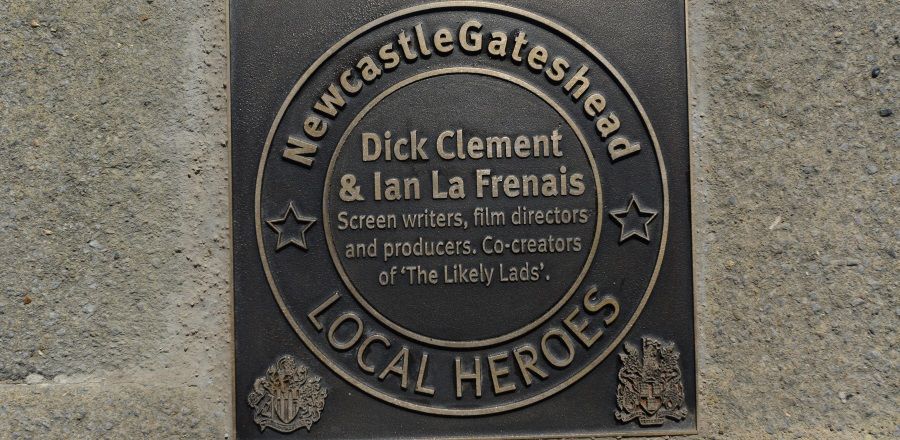 NewcastleGateshead
Dick Clement
& Ian La Frenais
Screen writers, film directors
and producers. Co-creators
of ‘The Likely Lads’.
LOCAL HEROES